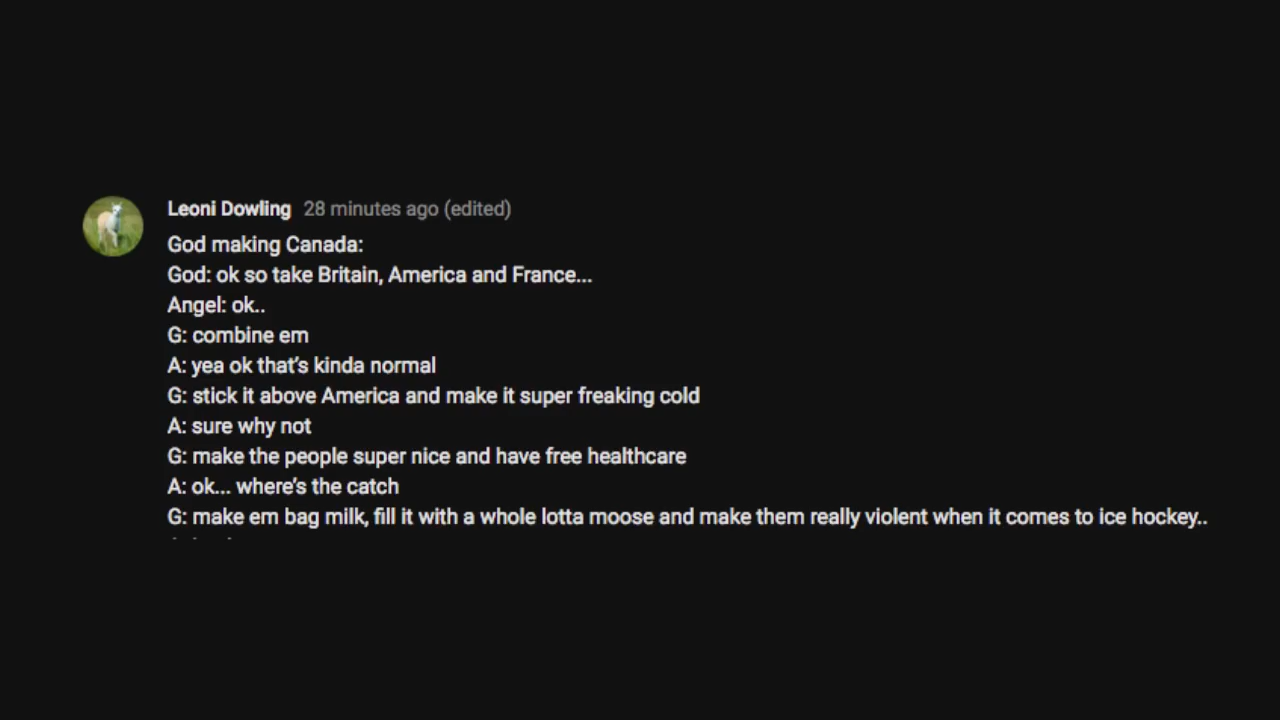 Leoni Dowling 28 minutes ago (edited)
God making Canada:
God: ok so take Britain, America and France...
Angel: ok..
G: combine em
A: yea ok that's kinda normal
G: stick it above America and make it super freaking cold
A: sure why not
G: make the people super nice and have free healthcare
A: ok... where's the catch
G: make em bag milk, fill it with a whole lotta moose and make them really violent when it comes to ice hockey..